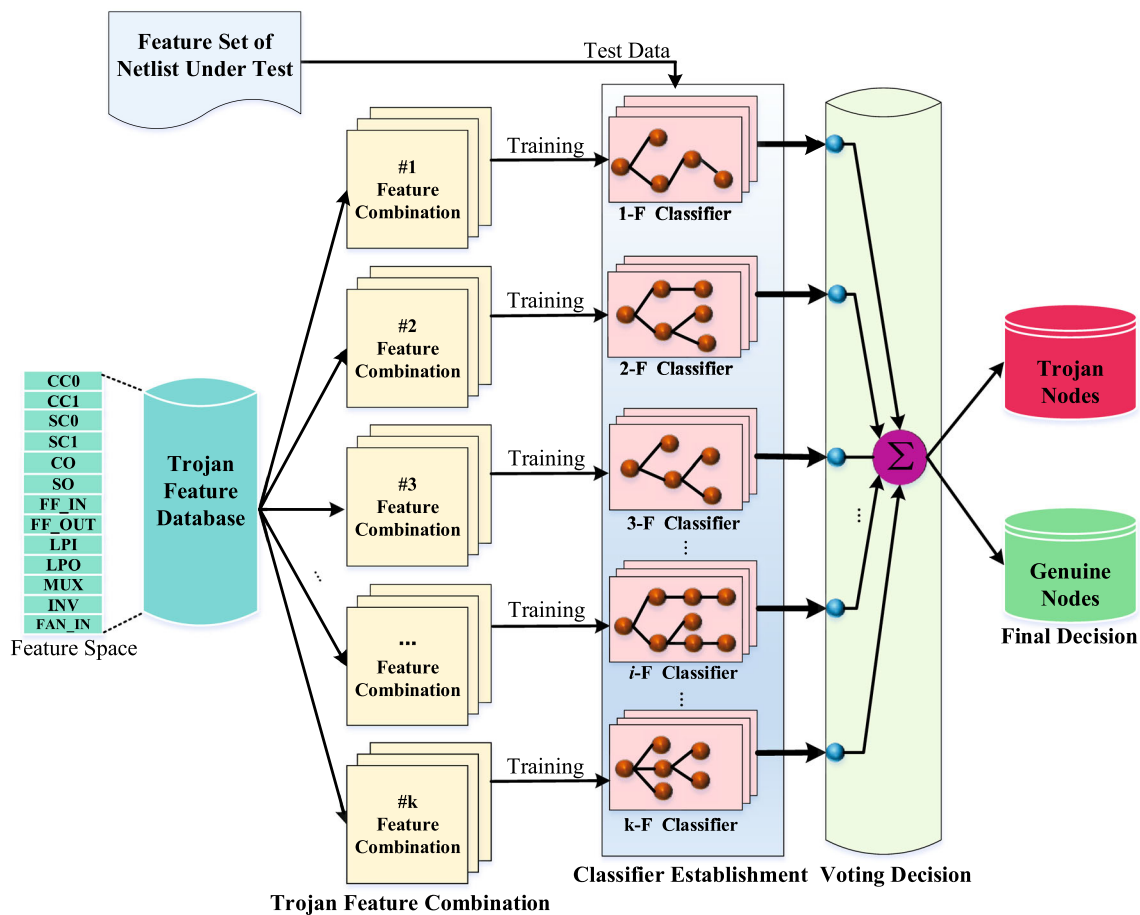 Feature Set of
Netlist Under Test
Test Data
#1
Feature
Combination
Training
1-F Classifier
#2
Feature
Combination
Training
2-F Classifier
#3
Feature
Combination
Training
3-F Classifier
...
...
Feature
Combination
Training
i-F Classifier
...
#k
Feature
Combination
Training
k-F Classifier
CC0
CC1
SC0
SC1
CO
SO
FF_IN
FF_OUT
LPI
LPO
MUX
INV
FAN_IN
Feature Space
Trojan
Feature
Database
...
Σ
...
Trojan
Nodes
Genuine
Nodes
Final Decision
Trojan Feature Combination
Classifier Establishment
Voting Decision